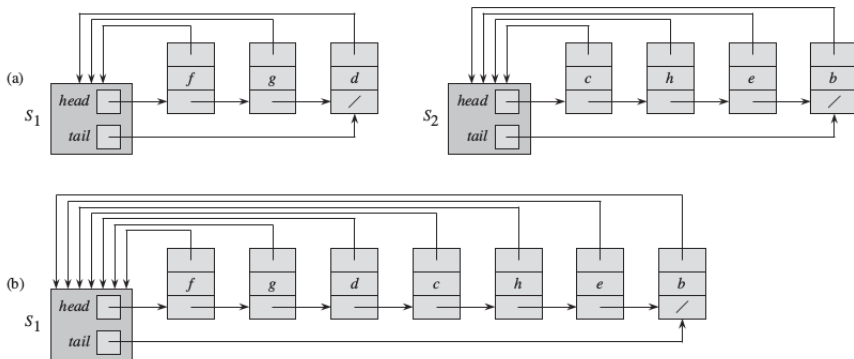 (a)
f g d
head
S1
tail
c h e b
head
S2
tail
(b)
f g d c h e b
head
S1
tail